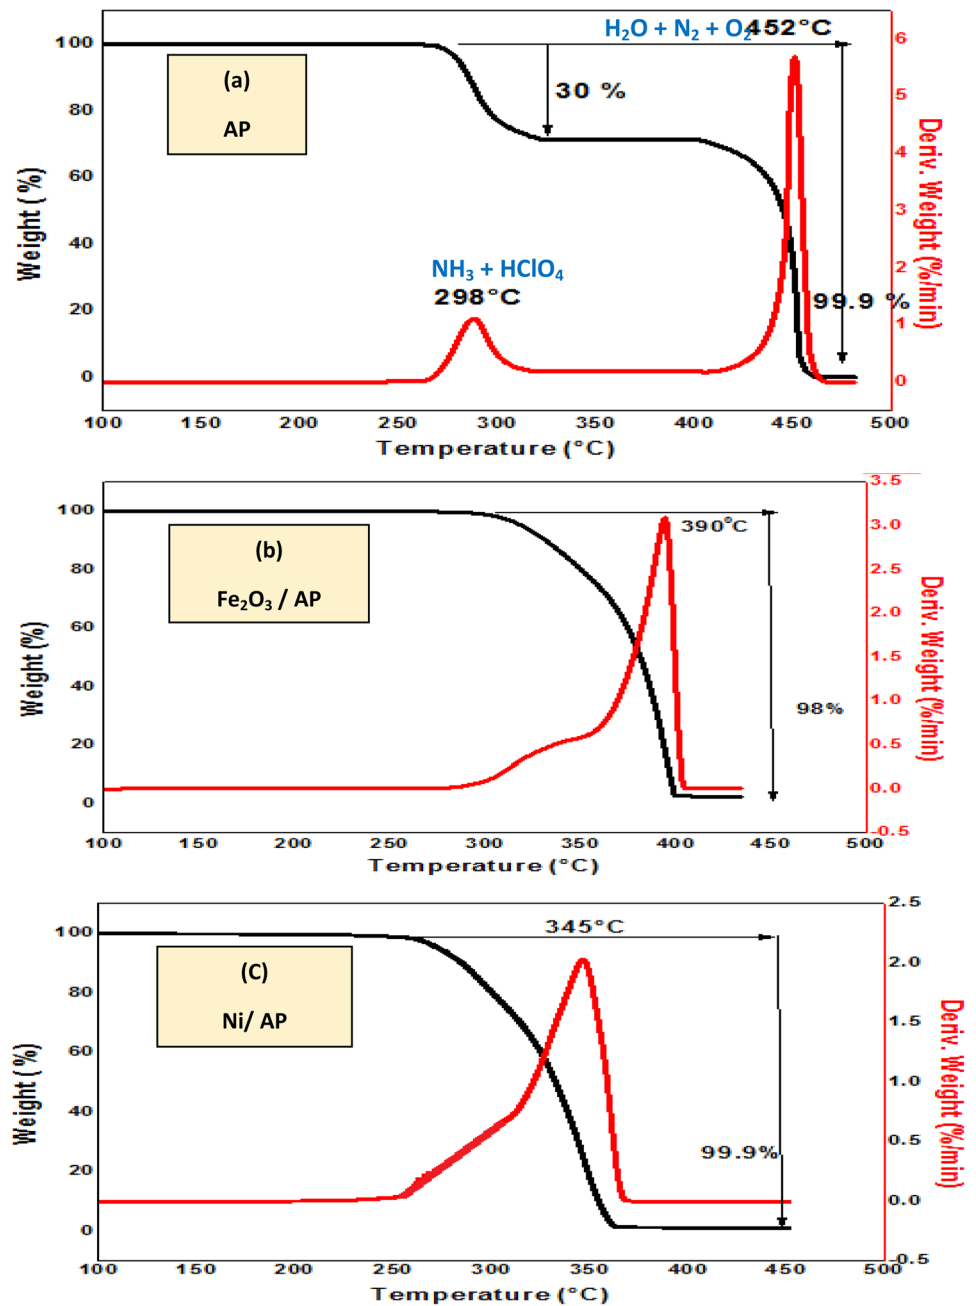 H₂O + N₂ + O₂
452°C
100
80
60
40
20
0
Weight ( %)
(a)
AP
30 %
NH₃ + HClO₄
298°C
99.9 %
6
5
4
3
2
1
0
Deriv. Weight (%/min)
100 150 200 250 300 350 400 450 500
Temperature (°C)
100
80
60
40
20
0
Weight (%)
(b)
Fe₂O₃ / AP
390°C
98%
3.5
3.0
2.5
2.0
1.5
1.0
0.5
0.0
-0.5
Deriv. Weight (%/min)
100 150 200 250 300 350 400 450 500
Temperature (°C)
100
80
60
40
20
0
Weight ( %)
(C)
Ni/ AP
345°C
99.9%
2.5
2.0
1.5
1.0
0.5
0.0
-0.5
Deriv. Weight (%/min)
100 150 200 250 300 350 400 450 500
Temperature (°C)